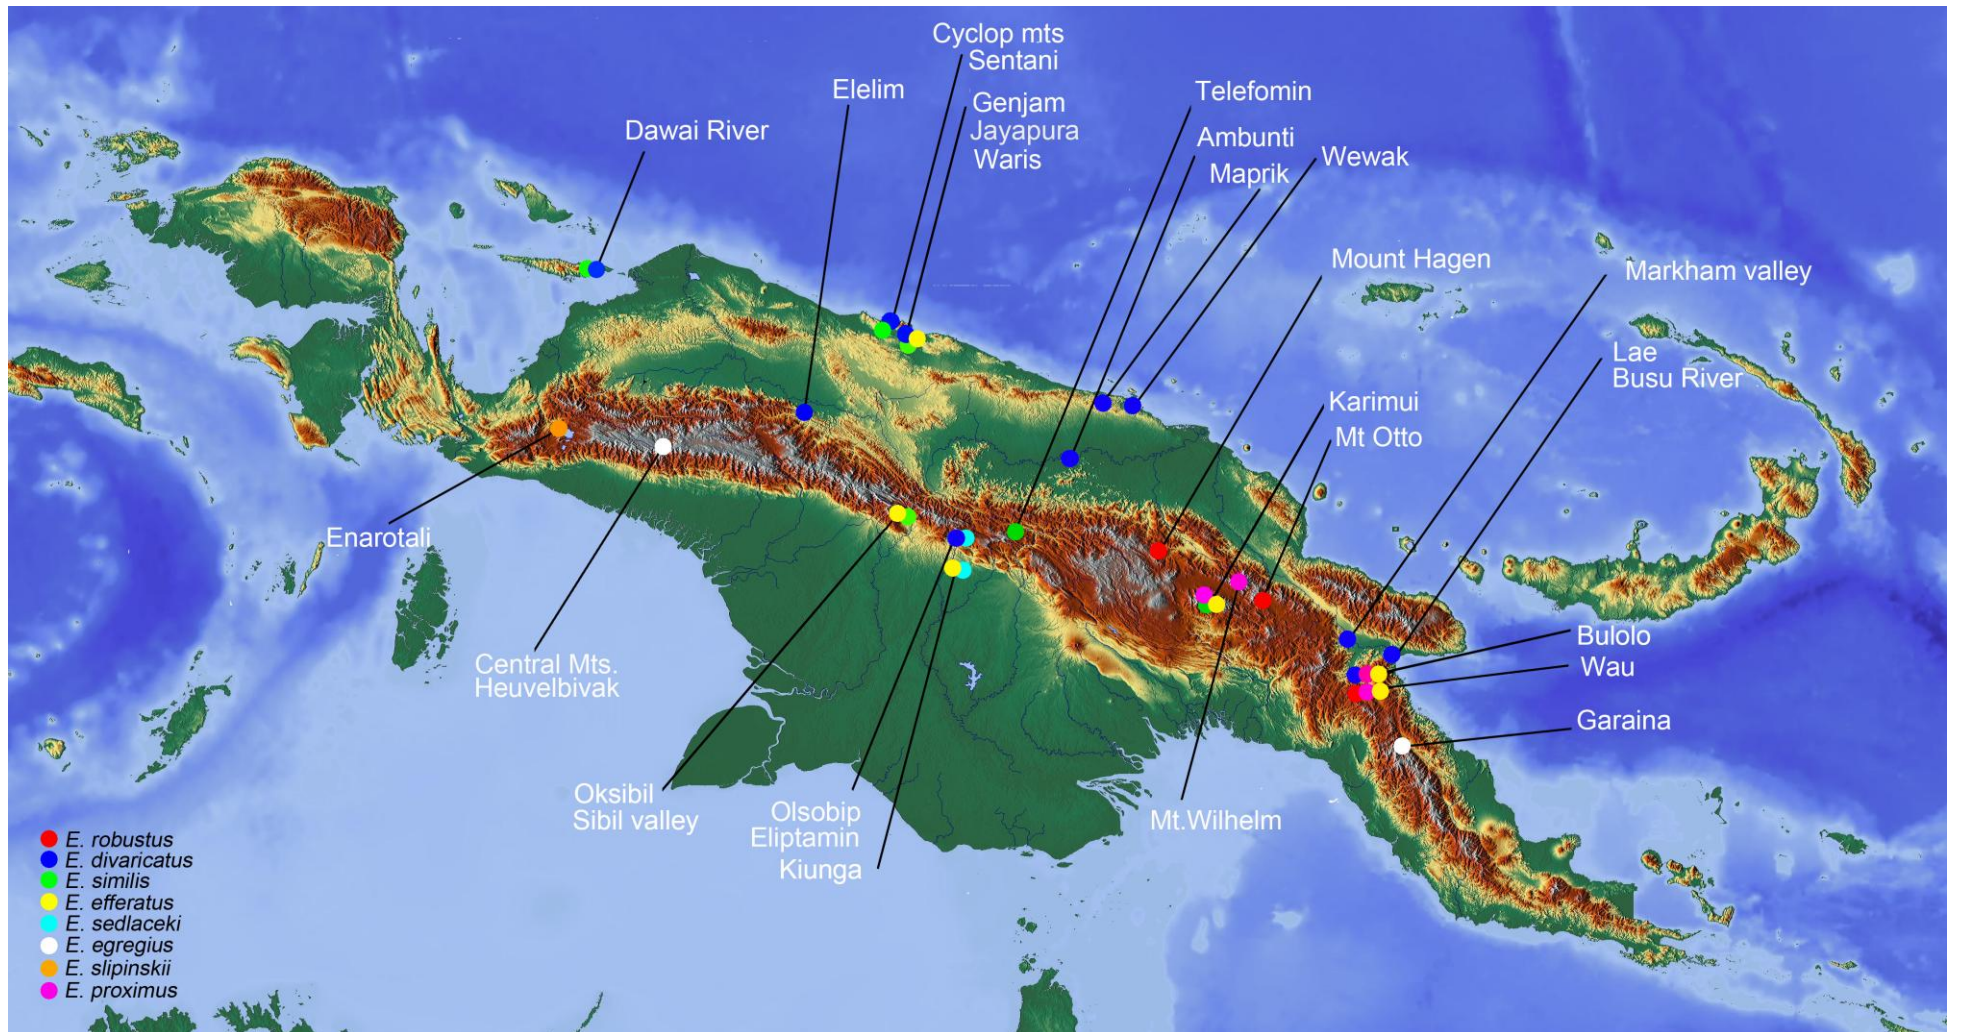 Cyclop mts
Sentani
Elelim
Genjam
Jayapura
Waris
Dawai River
Telefomin
Ambunti
Maprik
Wewak
Mount Hagen
Markham valley
Lae
Busu River
Karimui
Mt Otto
Enarotali
Central Mts.
Heuvelbivak
Bulolo
Wau
Garaina
Oksibil
Sibil valley
Olsobip
Eliptamin
Kiunga
Mt.Wilhelm
E. robustus
E. divaricatus
E. similis
E. efferatus
E. sedlaceki
E. egregius
E. slipinskii
E. proximus